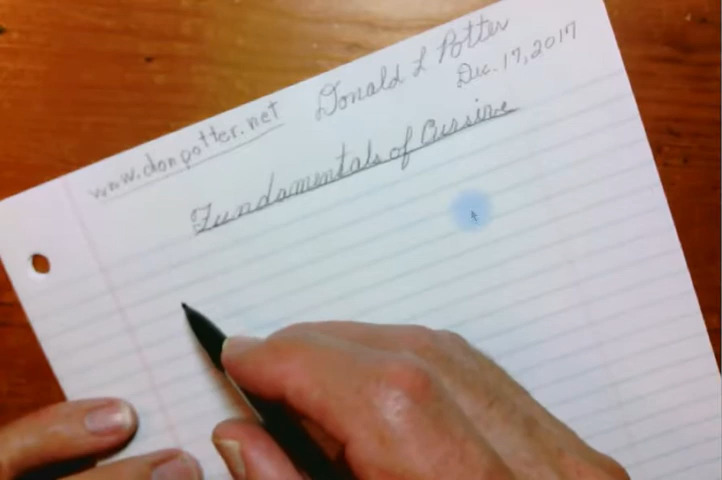 www.donpotter.net
Donald L Potter
Dec. 17, 2017
Fundamentals of Cursive